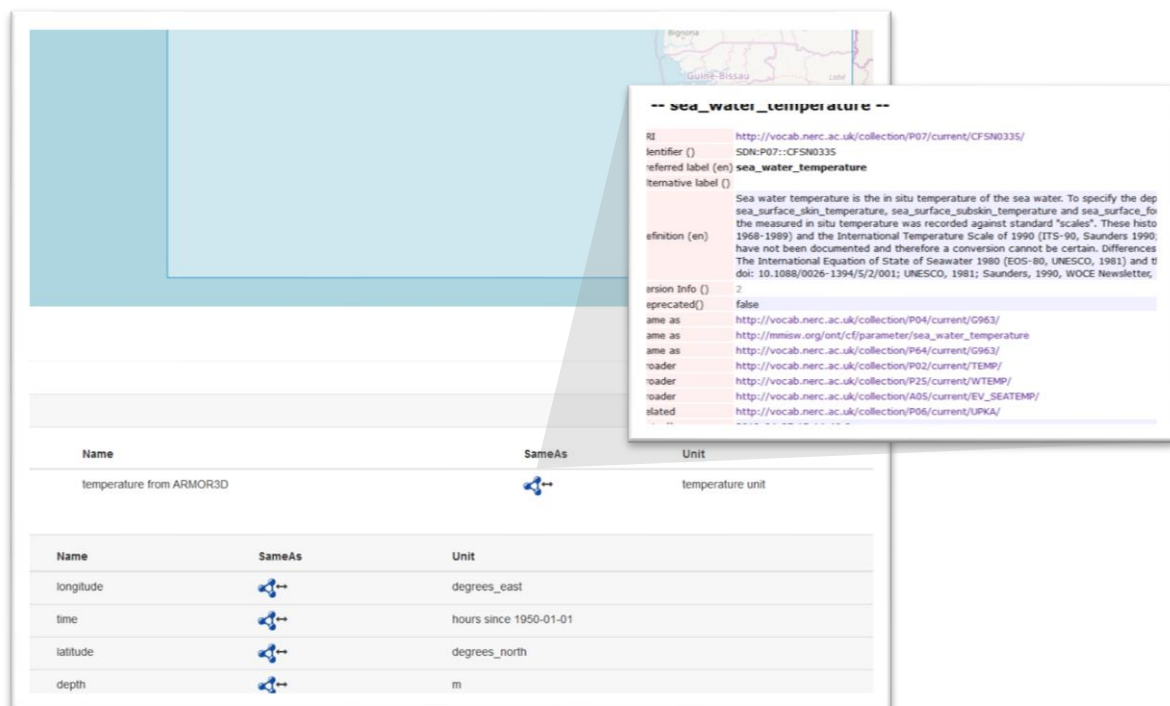 Bignona
Guiné-Bissau
Labé
-- sea_water_temperature --
RI http://vocab.nerc.ac.uk/collection/P07/current/CFSN0335/
dentifier () SDN:P07::CFSN0335
referred label (en) sea_water_temperature
lternative label ()
Sea water temperature is the in situ temperature of the sea water. To specify the dep
sea_surface_skin_temperature, sea_surface_subskin_temperature and sea_surface_fou
the measured in situ temperature was recorded against standard "scales". These histo
efinition (en) 1968-1989) and the International Temperature Scale of 1990 (ITS-90, Saunders 1990;
have not been documented and therefore a conversion cannot be certain. Differences
The International Equation of State of Seawater 1980 (EOS-80, UNESCO, 1981) and th
doi: 10.1088/0026-1394/5/2/001; UNESCO, 1981; Saunders, 1990, WOCE Newsletter,
ersion Info () 2
eprecated() false
ame as http://vocab.nerc.ac.uk/collection/P04/current/G963/
ame as http://mmisw.org/ont/cf/parameter/sea_water_temperature
ame as http://vocab.nerc.ac.uk/collection/P64/current/G963/
roader http://vocab.nerc.ac.uk/collection/P02/current/TEMP/
roader http://vocab.nerc.ac.uk/collection/P25/current/WTEMP/
roader http://vocab.nerc.ac.uk/collection/A05/current/EV_SEATEMP/
elated http://vocab.nerc.ac.uk/collection/P06/current/UPKA/
Name SameAs Unit
temperature from ARMOR3D temperature unit
Name SameAs Unit
longitude degrees_east
time hours since 1950-01-01
latitude degrees_north
depth m